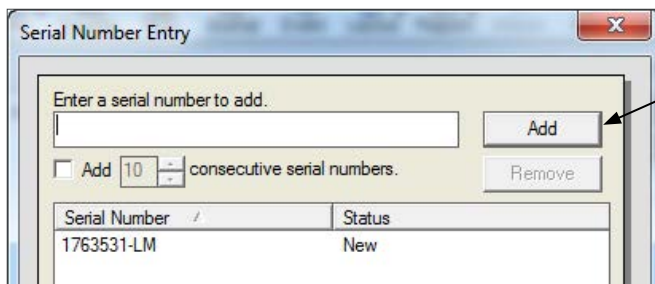 Serial Number Entry
Enter a serial number to add.
Add
Add 10 consecutive serial numbers.
Remove
Serial Number Status
1763531-LM New